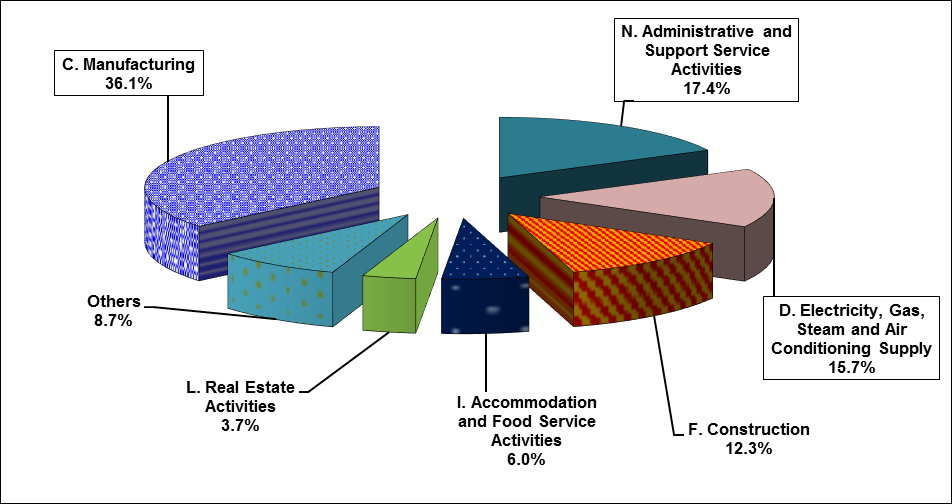 C. Manufacturing
36.1%
N. Administrative and
Support Service
Activities
17.4%
D. Electricity, Gas,
Steam and Air
Conditioning Supply
15.7%
F. Construction
12.3%
I. Accommodation
and Food Service
Activities
6.0%
L. Real Estate
Activities
3.7%
Others
8.7%